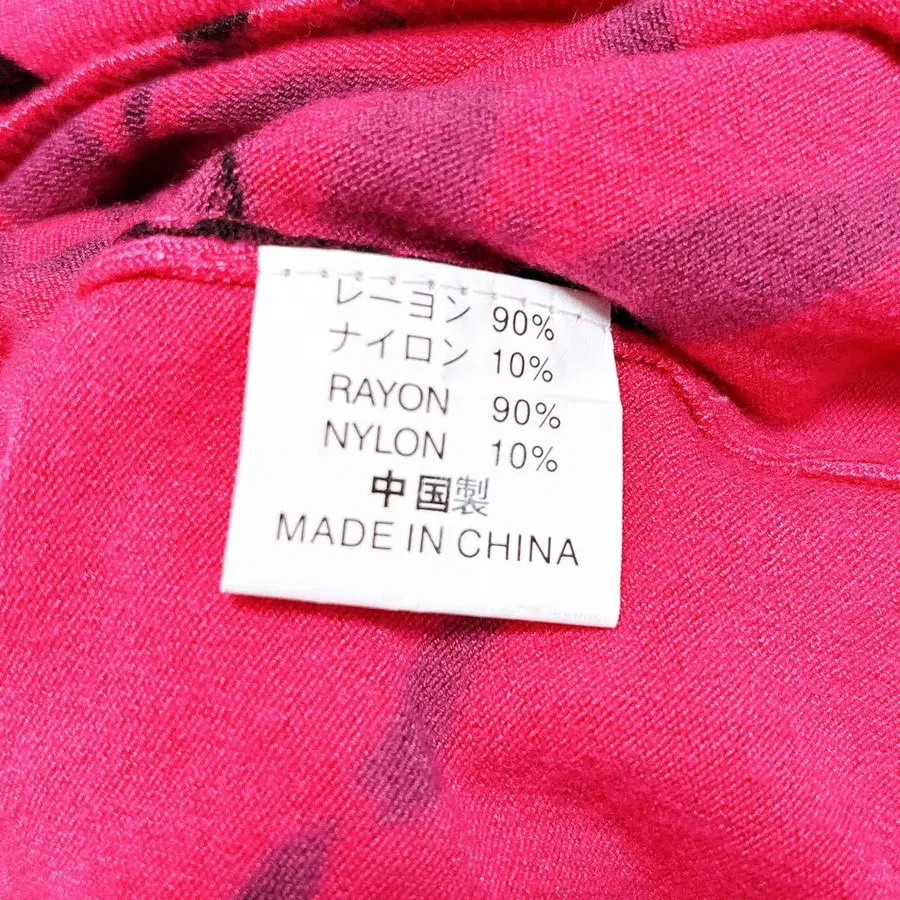 レーヨン 90%
ナイロン 10%
RAYON 90%
NYLON 10%
中国製
MADE IN CHINA